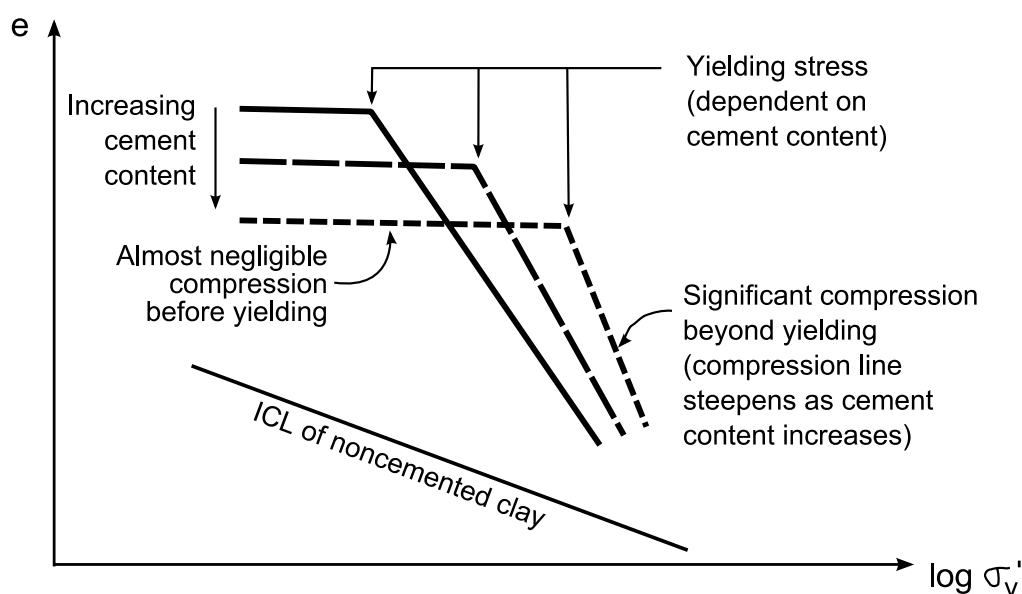 e
Increasing
cement
content
Yielding stress
(dependent on
cement content)
Almost negligible
compression
before yielding
Significant compression
beyond yielding
(compression line
steepens as cement
content increases)
ICL of noncemented clay
log σv'